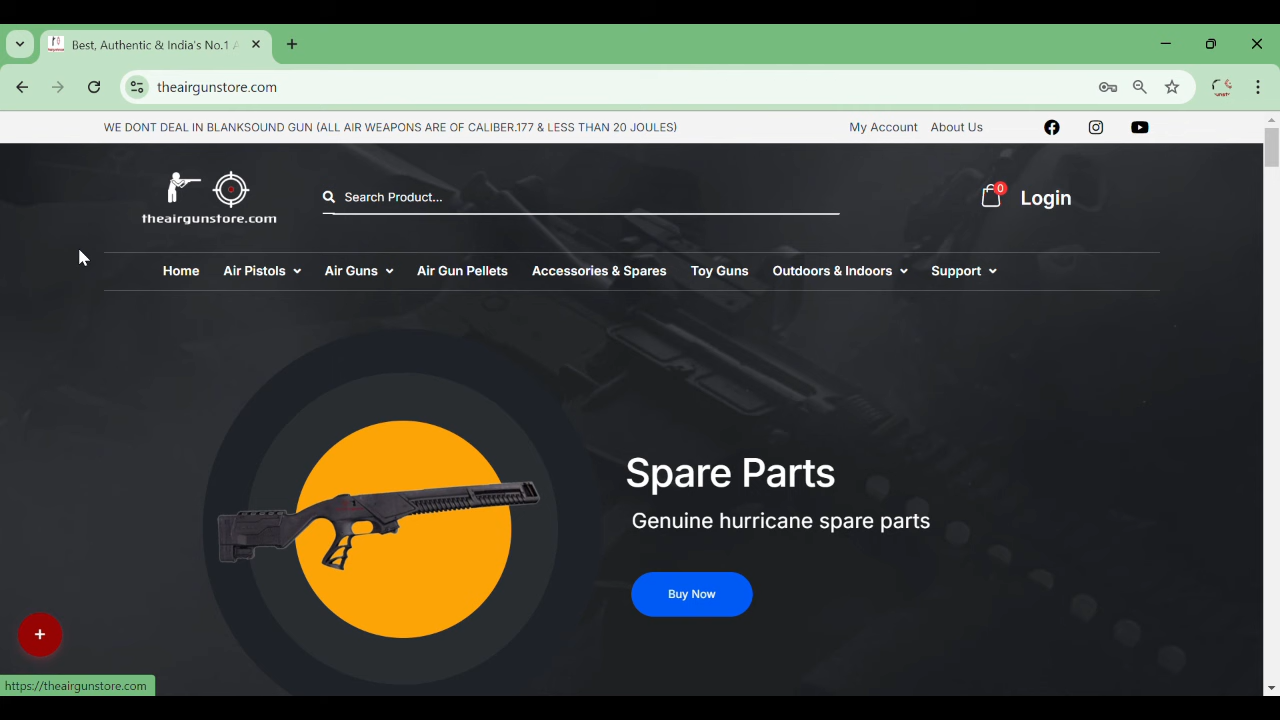 Best, Authentic & India's No.1 A
theairgunstore.com
WE DONT DEAL IN BLANKSOUND GUN (ALL AIR WEAPONS ARE OF CALIBER.177 & LESS THAN 20 JOULES)
My Account About Us
theairgunstore.com
Search Product...
0
Login
Home Air Pistols Air Guns Air Gun Pellets Accessories & Spares Toy Guns Outdoors & Indoors Support
Spare Parts
Genuine hurricane spare parts
Buy Now
+
https://theairgunstore.com